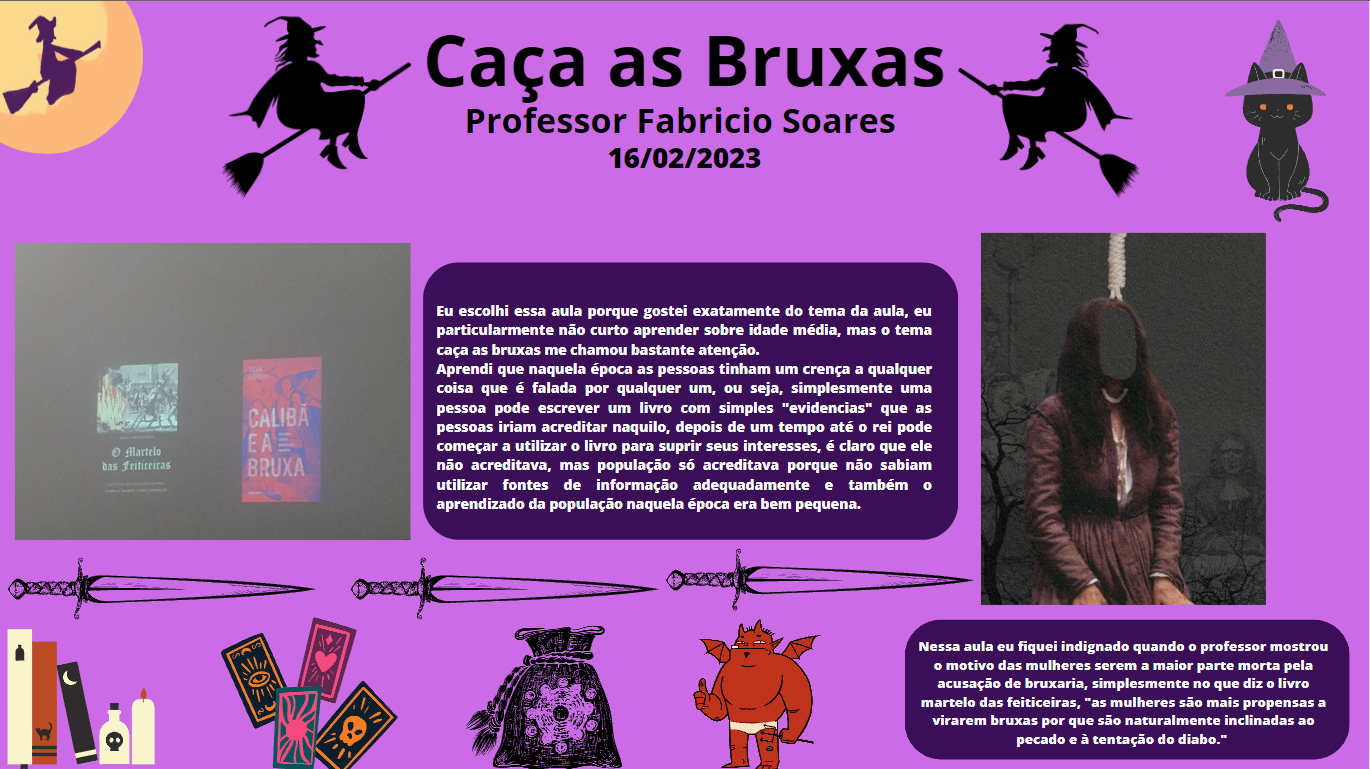 Caça as Bruxas
Professor Fabricio Soares
16/02/2023
O Martelo
das Feiticeiras
CALIBÃ
E A
BRUXA
Eu escolhi essa aula porque gostei exatamente do tema da aula, eu
particularmente não curto aprender sobre idade média, mas o tema
caça as bruxas me chamou bastante atenção.
Aprendi que naquela época as pessoas tinham um crença a qualquer
coisa que é falada por qualquer um, ou seja, simplesmente uma
pessoa pode escrever um livro com simples "evidencias" que as
pessoas iriam acreditar naquilo, depois de um tempo até o rei pode
começar a utilizar o livro para suprir seus interesses, é claro que ele
não acreditava, mas população só acreditava porque não sabiam
utilizar fontes de informação adequadamente e também o
aprendizado da população naquela época era bem pequena.
Nessa aula eu fiquei indignado quando o professor mostrou
o motivo das mulheres serem a maior parte morta pela
acusação de bruxaria, simplesmente no que diz o livro
martelo das feiticeiras, "as mulheres são mais propensas a
virarem bruxas por que são naturalmente inclinadas ao
pecado e à tentação do diabo."